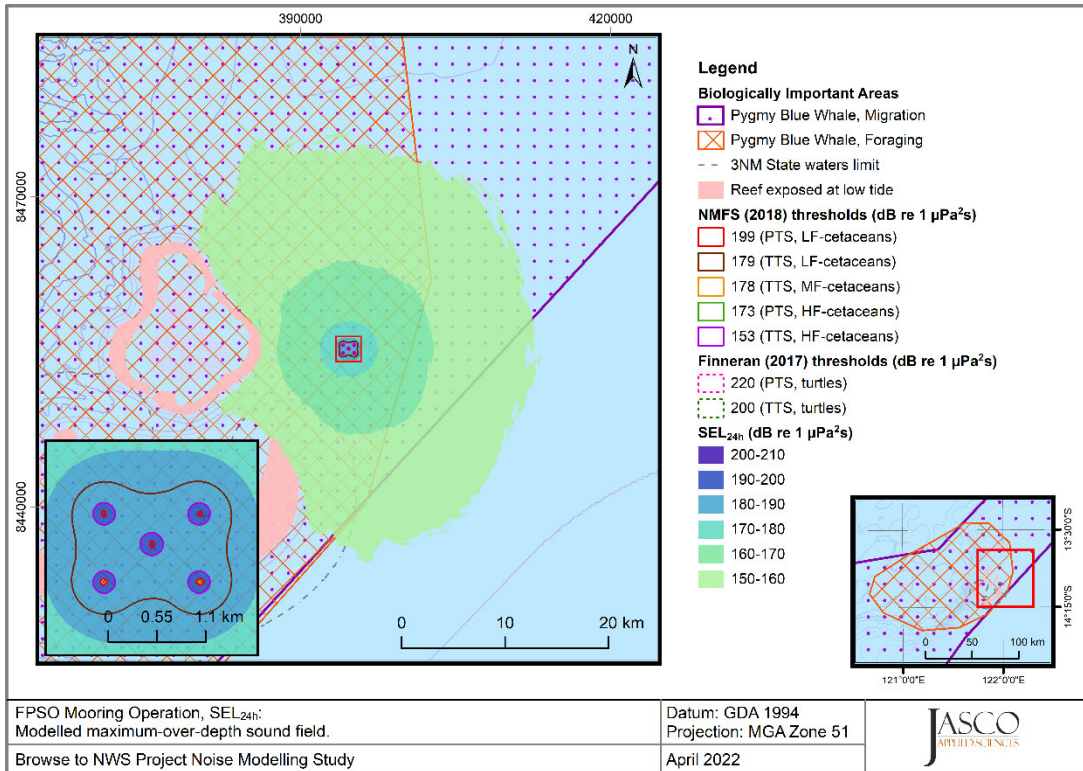 390000
420000
N
8470000
8440000
0 0.55 1.1 km
0 10 20 km
Legend
Biologically Important Areas
Pygmy Blue Whale, Migration
Pygmy Blue Whale, Foraging
3NM State waters limit
Reef exposed at low tide
NMFS (2018) thresholds (dB re 1 µPa²s)
199 (PTS, LF-cetaceans)
179 (TTS, LF-cetaceans)
178 (TTS, MF-cetaceans)
173 (PTS, HF-cetaceans)
153 (TTS, HF-cetaceans)
Finneran (2017) thresholds (dB re 1 µPa²s)
220 (PTS, turtles)
200 (TTS, turtles)
SEL24h (dB re 1 µPa²s)
200-210
190-200
180-190
170-180
160-170
150-160
13°30'0"S
14°15'0"S
0 50 100 km
121°0'0"E
122°0'0"E
FPSO Mooring Operation, SEL24h:
Modelled maximum-over-depth sound field.
Browse to NWS Project Noise Modelling Study
Datum: GDA 1994
Projection: MGA Zone 51
April 2022
JASCO
APPLIED SCIENCES